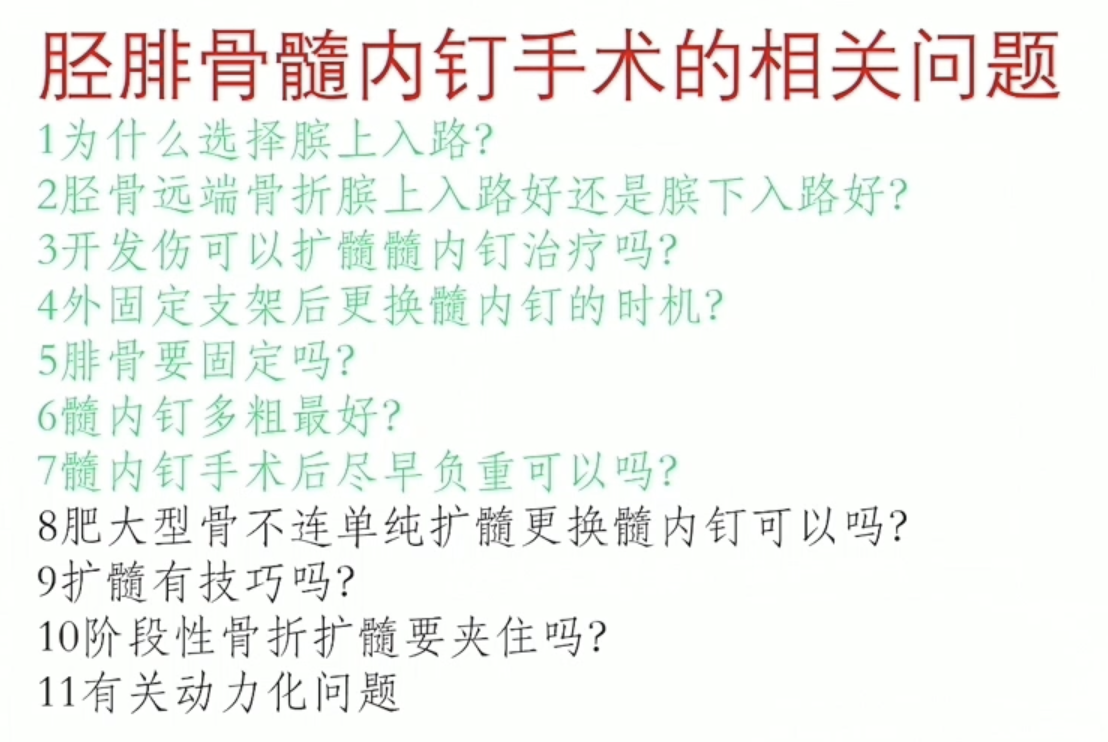 胫腓骨髓内钉手术的相关问题
1为什么选择膑上入路?
2胫骨远端骨折膑上入路好还是膑下入路好?
3开发伤可以扩髓髓内钉治疗吗?
4外固定支架后更换髓内钉的时机?
5腓骨要固定吗?
6髓内钉多粗最好?
7髓内钉手术后尽早负重可以吗?
8肥大型骨不连单纯扩髓更换髓内钉可以吗?
9扩髓有技巧吗?
10阶段性骨折扩髓要夹住吗?
11有关动力化问题